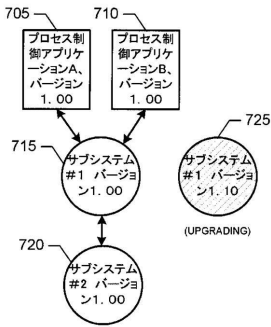 705
710
プロセス制
御アプリケ
ーションA、
バージョン
1.00
プロセス制
御アプリケ
ーションB、
バージョン
1.00
715
サブシステム
#1 バージョ
ン1.00
725
サブシステム
#1 バージョ
ン1.10
(UPGRADING)
720
サブシステム
#2 バージョ
ン1.00